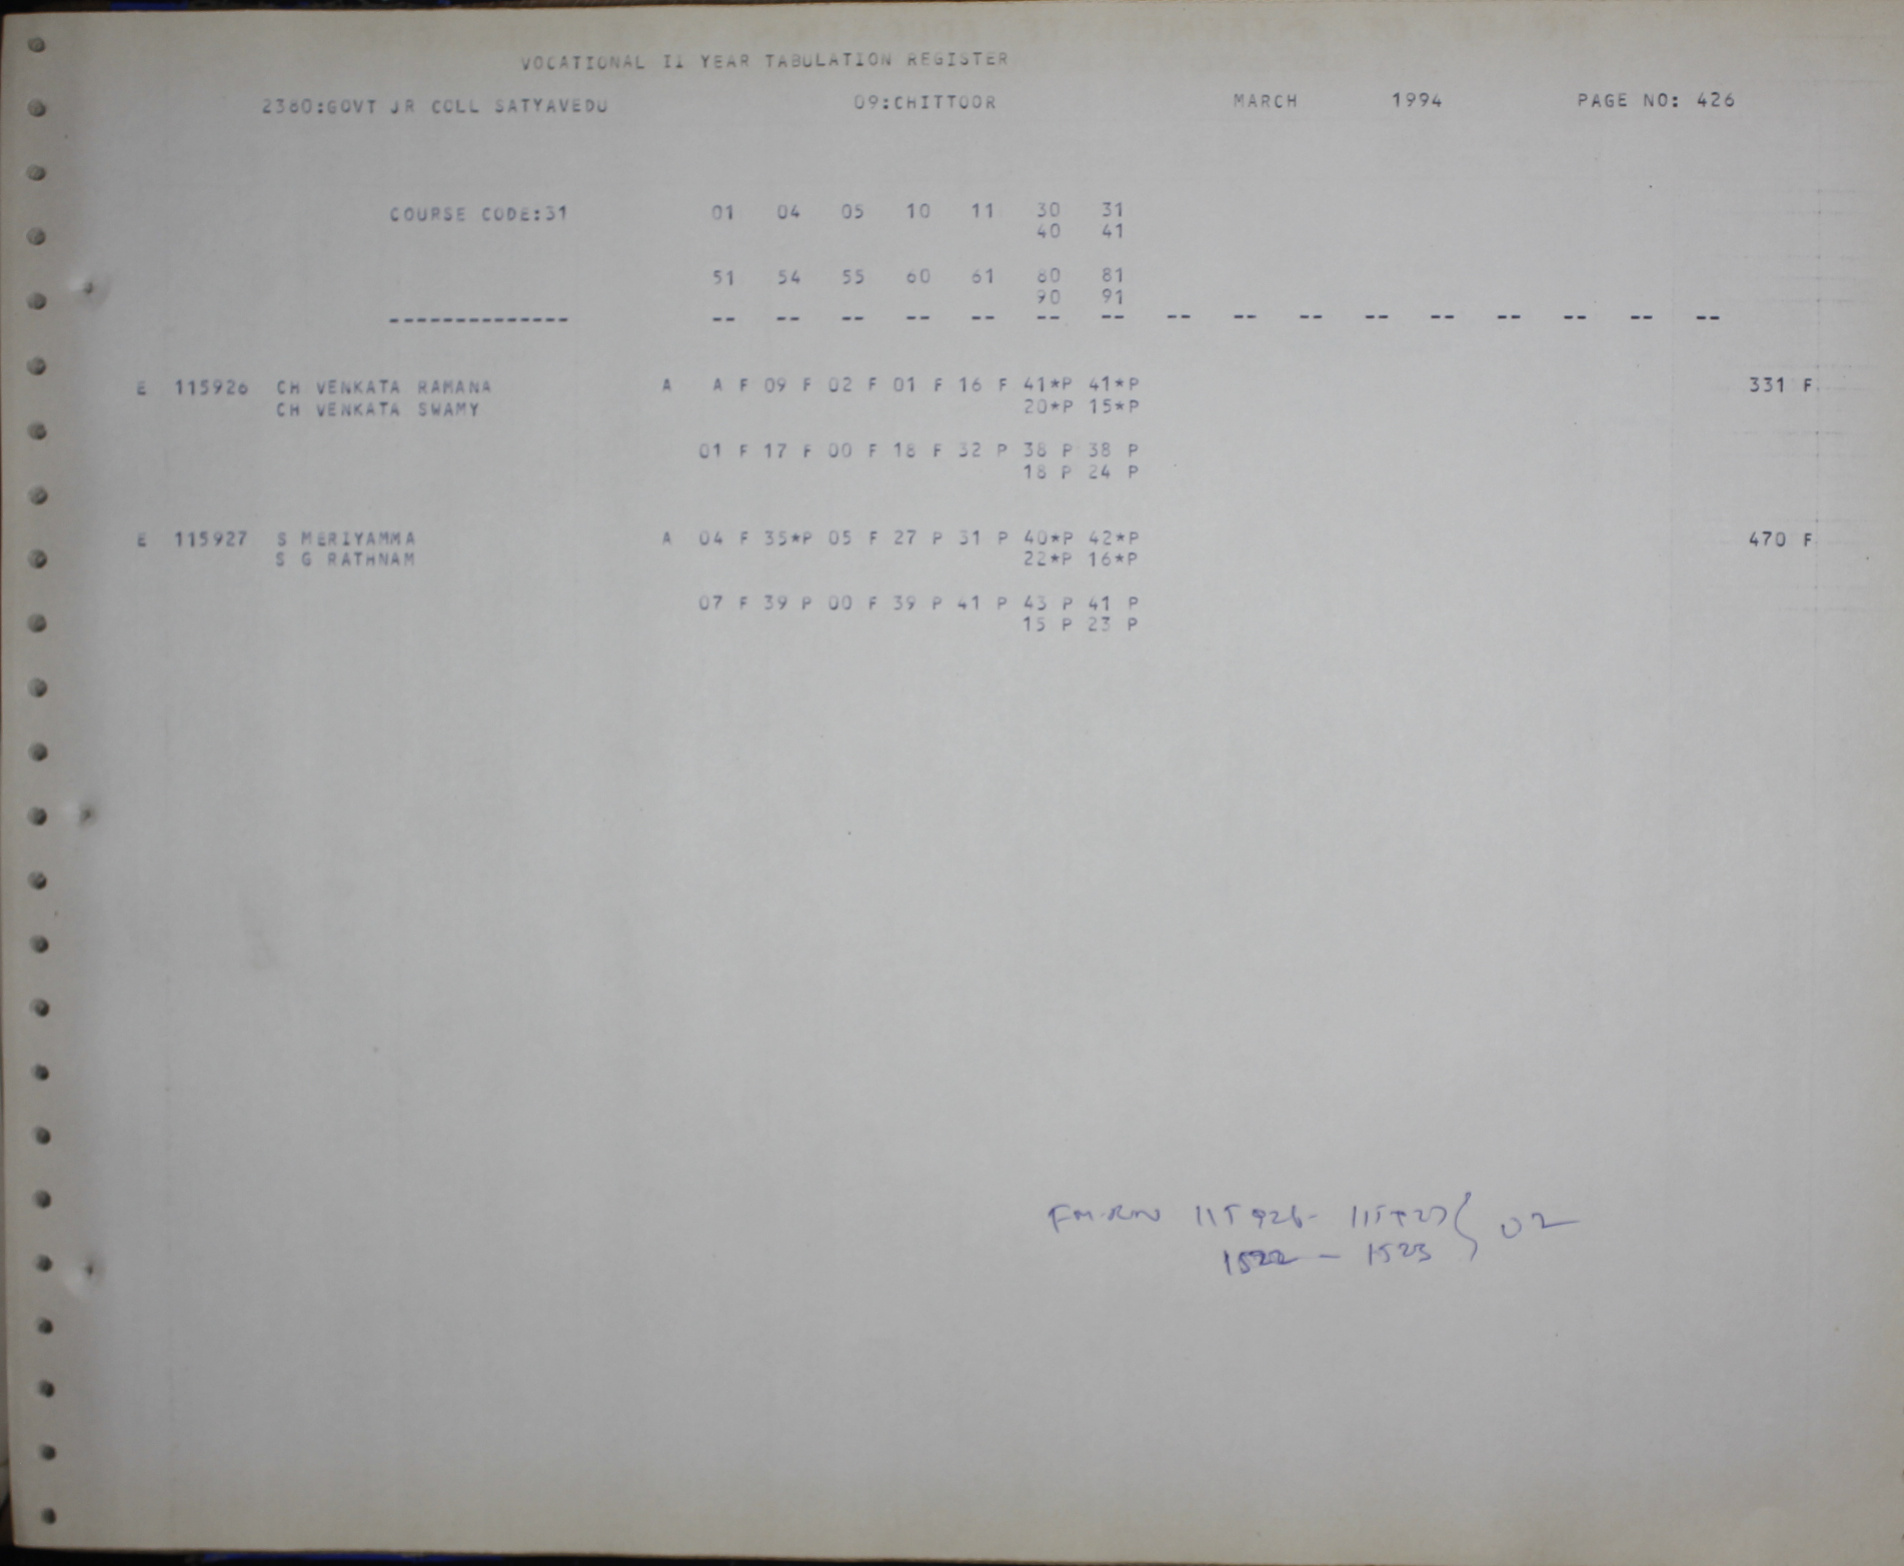 VOCATIONAL II YEAR TABULATION REGISTER
2380:GOVT JR COLL SATYAVEDU 09:CHITTOOR MARCH 1994 PAGE NO: 426
COURSE CODE:31 01 04 05 10 11 30 31
40 41
51 54 55 60 61 80 81
90 91
-------------- -- -- -- -- -- -- -- -- -- -- -- -- -- -- -- --
E 115926 CH VENKATA RAMANA A A F 09 F 02 F 01 F 16 F 41*P 41*P 331 F
CH VENKATA SWAMY 20*P 15*P
01 F 17 F 00 F 18 F 32 P 38 P 38 P
18 P 24 P
E 115927 S MERIYAMMA A 04 F 35*P 05 F 27 P 31 P 40*P 42*P 470 F
S G RATHNAM 22*P 16*P
07 F 39 P 00 F 39 P 41 P 43 P 41 P
15 P 23 P
115926- 115927 } 02
1522 - 1523